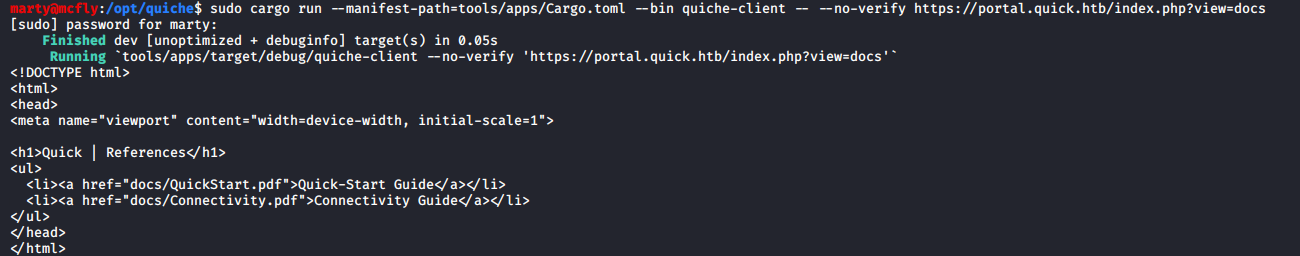 marty@mcfly:/opt/quiche$ sudo cargo run --manifest-path=tools/apps/Cargo.toml --bin quiche-client -- --no-verify https://portal.quick.htb/index.php?view=docs
[sudo] password for marty:
    Finished dev [unoptimized + debuginfo] target(s) in 0.05s
     Running `tools/apps/target/debug/quiche-client --no-verify 'https://portal.quick.htb/index.php?view=docs'`
<!DOCTYPE html>
<html>
<head>
<meta name="viewport" content="width=device-width, initial-scale=1">

<h1>Quick | References</h1>
<ul>
  <li><a href="docs/QuickStart.pdf">Quick-Start Guide</a></li>
  <li><a href="docs/Connectivity.pdf">Connectivity Guide</a></li>
</ul>
</head>
</html>